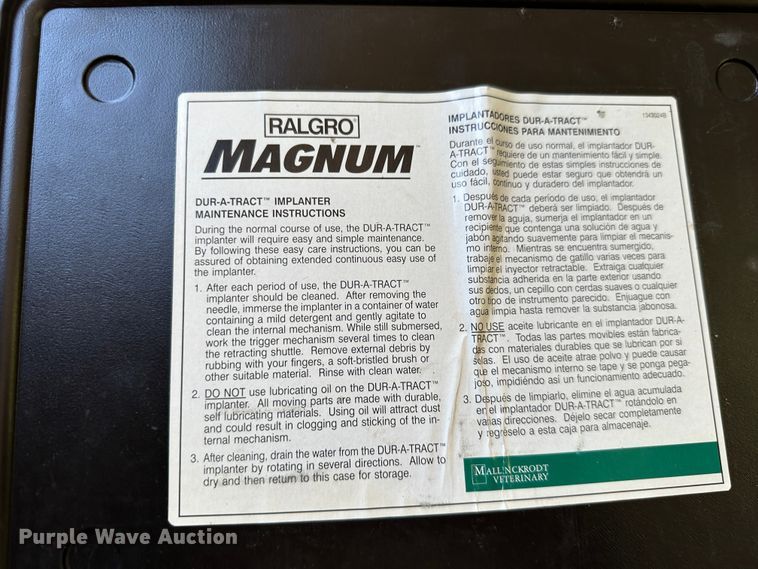 RALGRO®
MAGNUM™
DUR-A-TRACT™ IMPLANTER
MAINTENANCE INSTRUCTIONS
During the normal course of use, the DUR-A-TRACT™
implanter will require easy and simple maintenance.
By following these easy care instructions, you can be
assured of obtaining extended continuous easy use of
the implanter.
1. After each period of use, the DUR-A-TRACT™
implanter should be cleaned. After removing the
needle, immerse the implanter in a container of water
containing a mild detergent and gently agitate to
clean the internal mechanism. While still submersed,
work the trigger mechanism several times to clean
the retracting shuttle. Remove external debris by
rubbing with your fingers, a soft-bristled brush or
other suitable material. Rinse with clean water.
2. DO NOT use lubricating oil on the DUR-A-TRACT™
implanter. All moving parts are made with durable,
self lubricating materials. Using oil will attract dust
and could result in clogging and sticking of the in-
ternal mechanism.
3. After cleaning, drain the water from the DUR-A-TRACT™
implanter by rotating in several directions. Allow to
dry and then return to this case for storage.
IMPLANTADORES DUR-A-TRACT™
INSTRUCCIONES PARA MANTENIMIENTO
Durante el curso de uso normal, el implantador DUR-
A-TRACT™ requiere de un mantenimiento fácil y simple.
Con el seguimiento de estas simples instrucciones de
cuidado, usted puede estar seguro que obtendrá un
uso fácil, contínuo y duradero del implantador.
1. Después de cada período de uso, el implantador
DUR-A-TRACT™ deberá ser limpiado. Después de
remover la aguja, sumerja el implantador en un
recipiente que contenga una solución de agua y
jabon agitando suavemente para limpiar el mecanis-
mo interno. Mientras se encuentra sumergido,
trabaje el mecanismo de gatillo varias veces para
limpiar el inyector retractable. Extraiga cualquier
substancia adherida en la parte exterior usando
sus dedos, un cepillo con cerdas suaves o cualquier
otro tipo de instrumento parecido. Enjuague con
agua limpia hasta remover la substancia jabonosa.
2. NO USE aceite lubricante en el implantador DUR-A-
TRACT™. Todas las partes movibles están fabrica-
das con materiales durables que se lubrican por si
solas. El uso de aceite atrae polvo y puede causar
que el mecanismo interno se tape y se ponga pega-
joso, impidiéndo asi un funcionamiento adecuado.
3. Después de limpiarlo, elimine el agua acumulada
en el implantador DUR-A-TRACT™ rotándolo en
varias direcciones. Déjelo secar completamente
y regréselo a esta caja para almacenaje.
MALLINCKRODT
VETERINARY
Purple Wave Auction